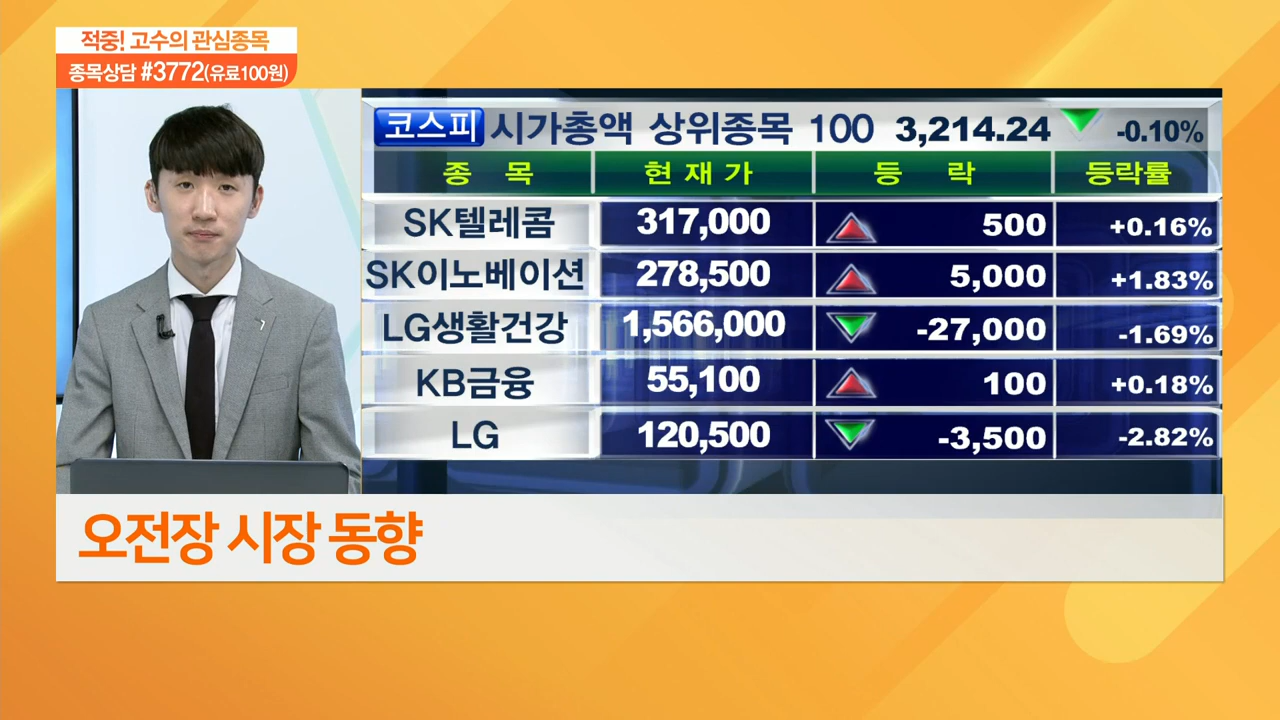 적중! 고수의 관심종목
종목상담 #3772(유료100원)
코스피 시가총액 상위종목 100 3,214.24 -0.10%
종 목 현 재 가 등 락 등락률
SK텔레콤 317,000 500 +0.16%
SK이노베이션 278,500 5,000 +1.83%
LG생활건강 1,566,000 -27,000 -1.69%
KB금융 55,100 100 +0.18%
LG 120,500 -3,500 -2.82%
오전장 시장 동향